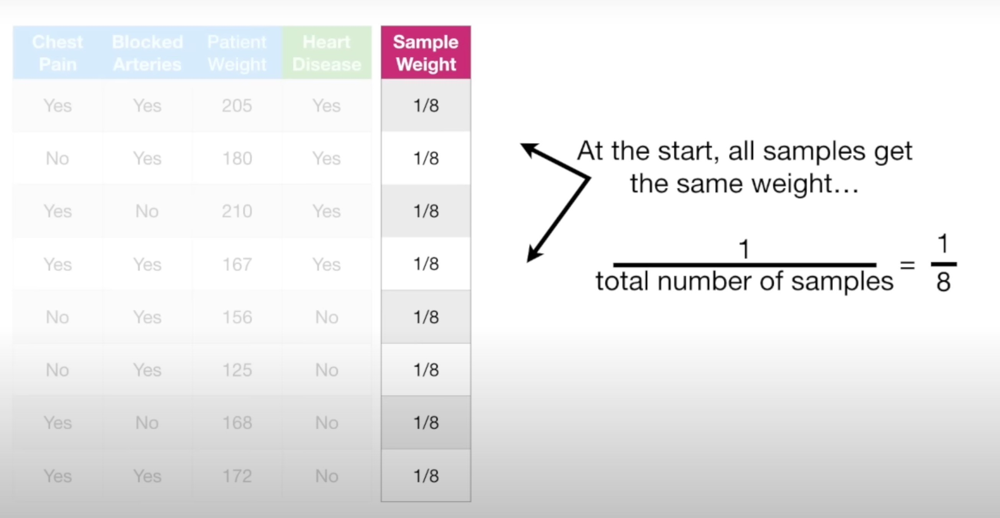 Chest Pain Blocked Arteries Patient Weight Heart Disease Sample Weight
Yes Yes 205 Yes 1/8
No Yes 180 Yes 1/8
Yes No 210 Yes 1/8
Yes Yes 167 Yes 1/8
No Yes 156 No 1/8
No Yes 125 No 1/8
Yes No 168 No 1/8
Yes Yes 172 No 1/8
At the start, all samples get
the same weight...
1
total number of samples
=
1
8